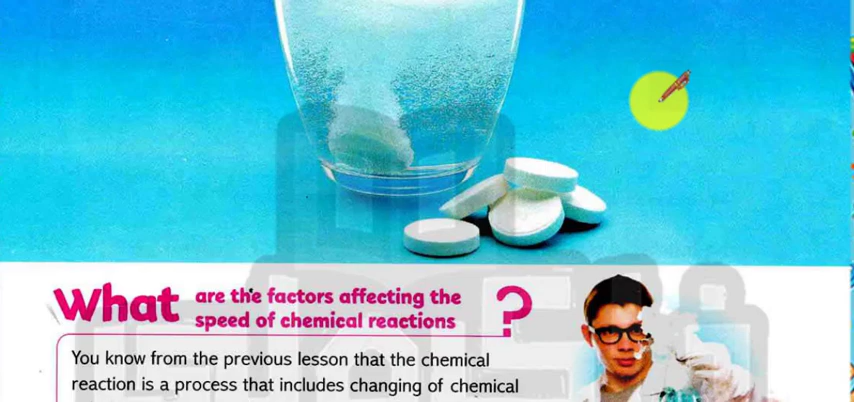 What are the factors affecting the
speed of chemical reactions ?
You know from the previous lesson that the chemical
reaction is a process that includes changing of chemical